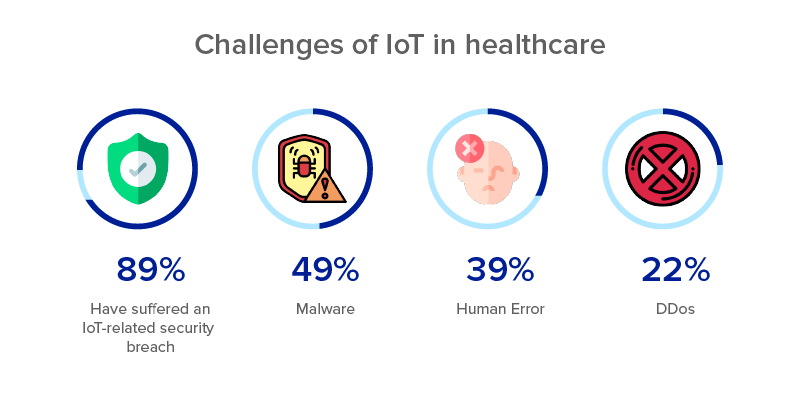 Challenges of IoT in healthcare
89%
Have suffered an
IoT-related security
breach
49%
Malware
39%
Human Error
22%
DDos